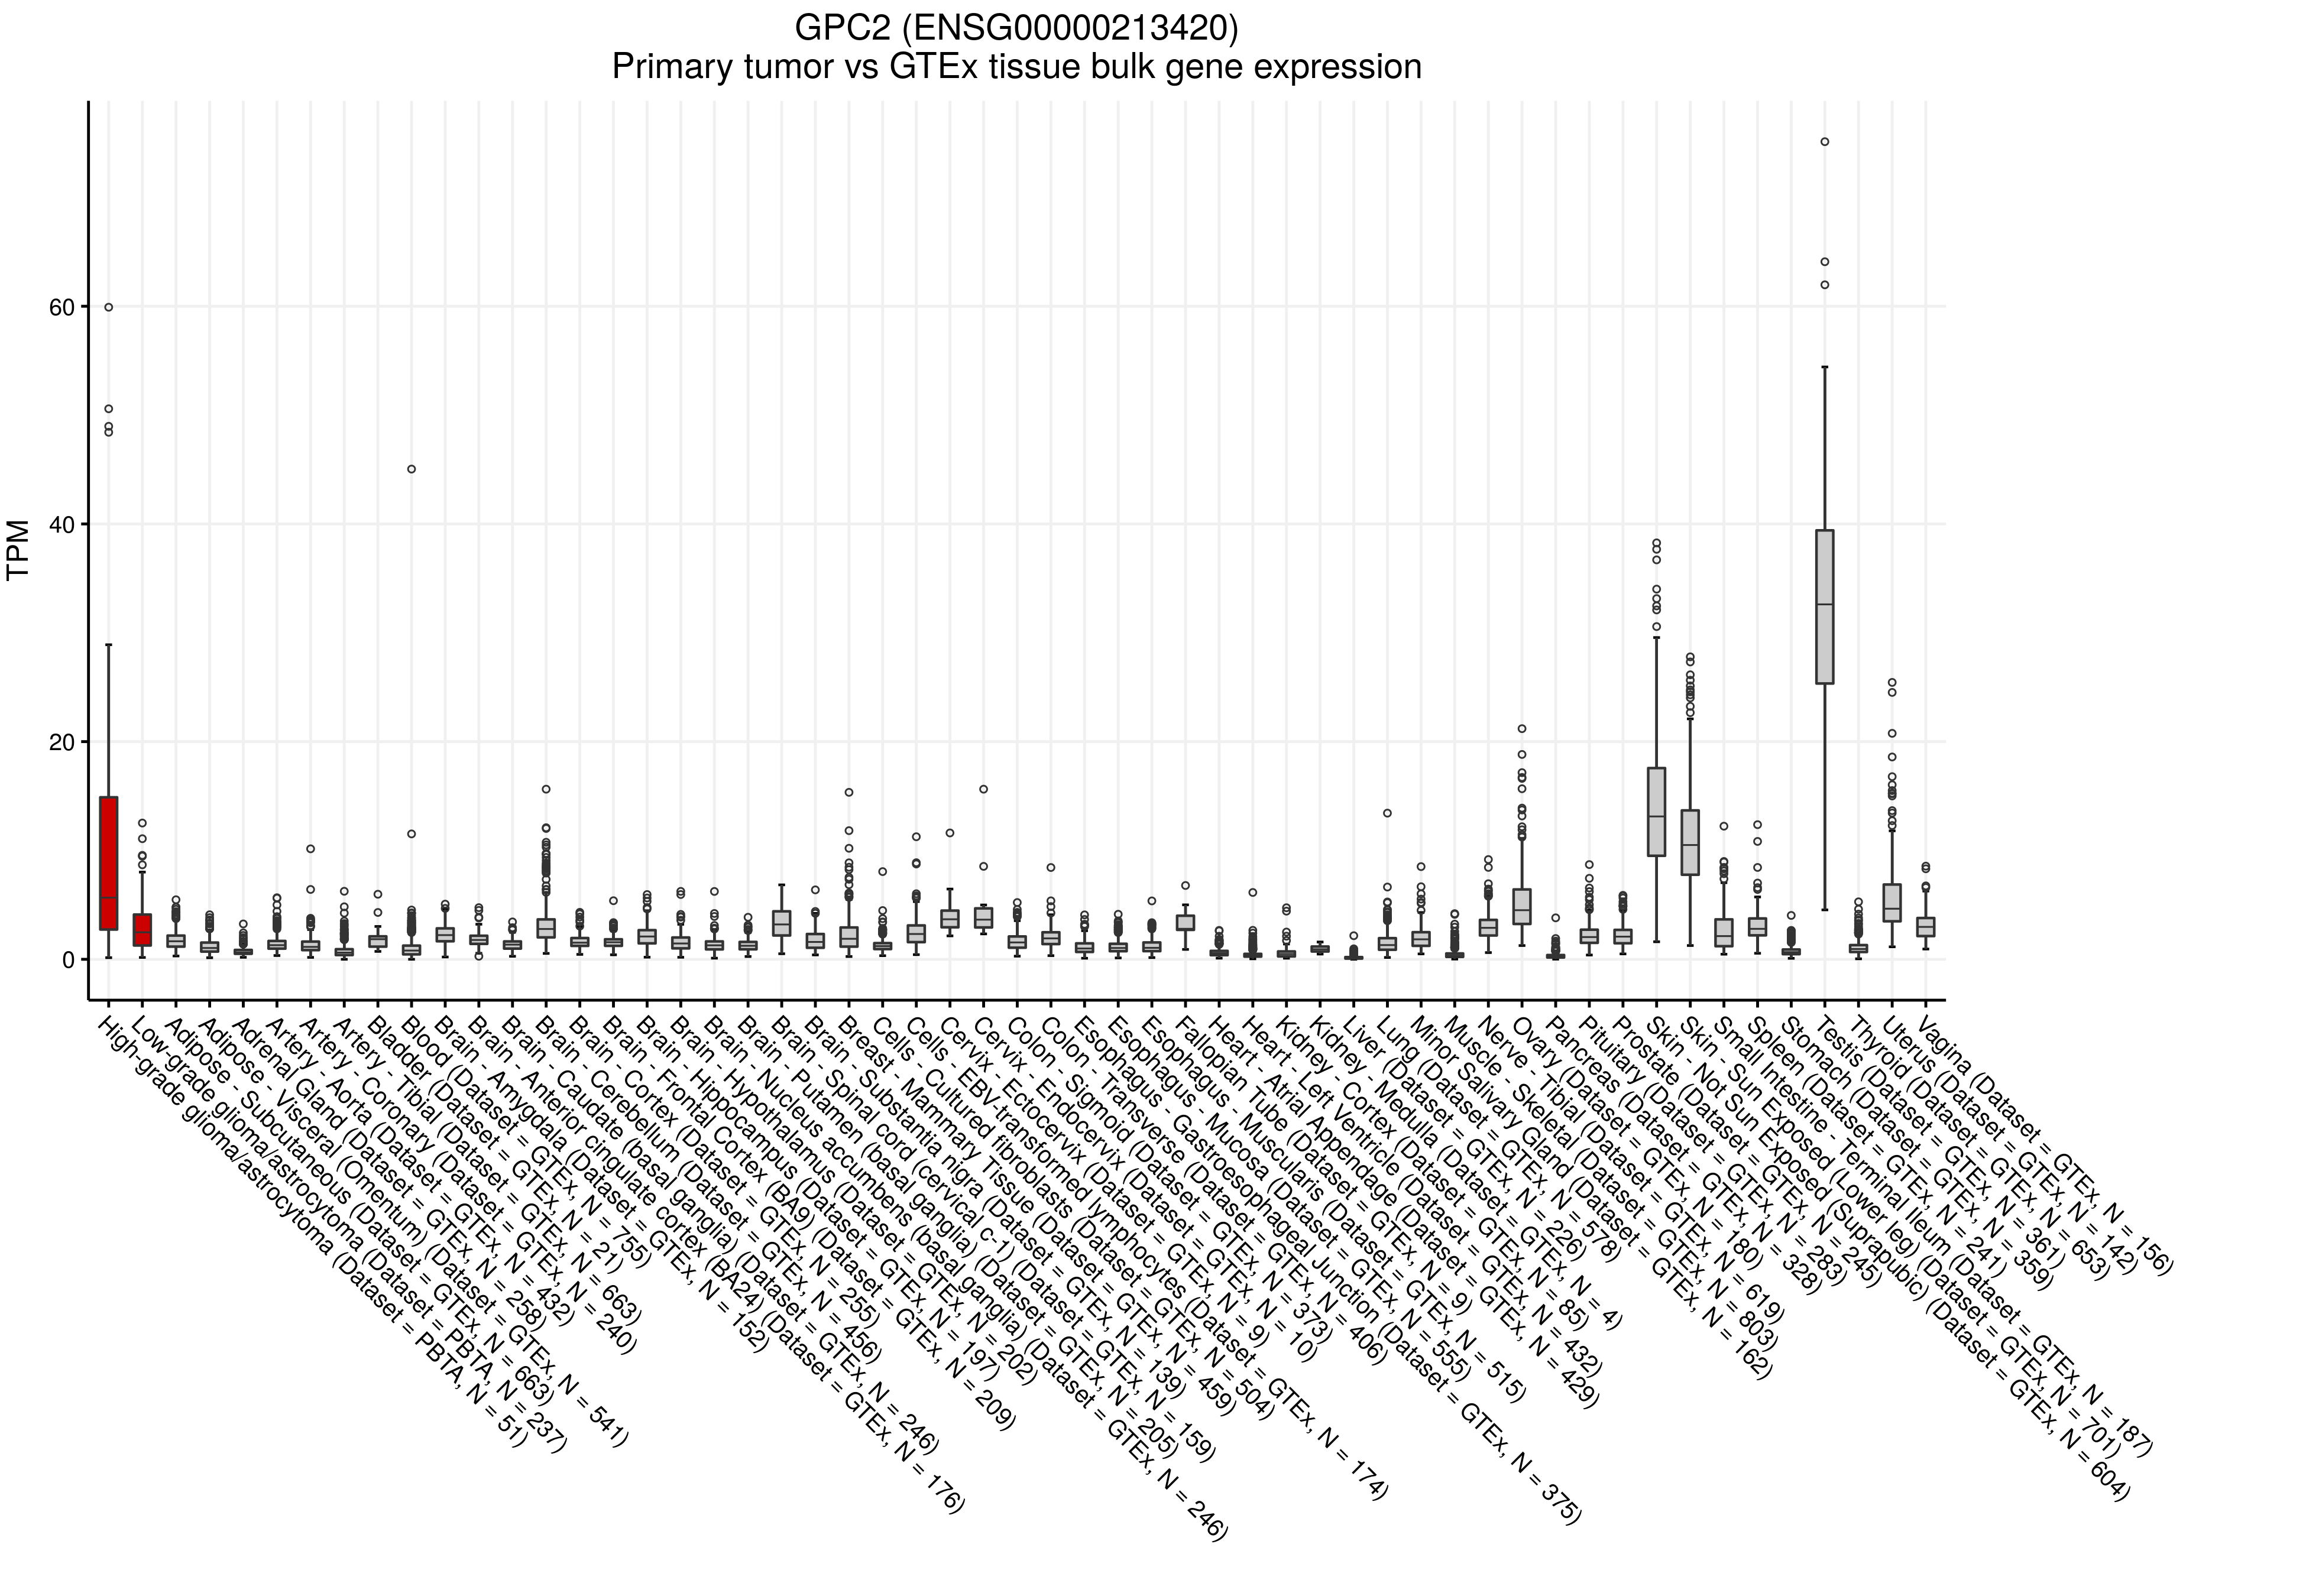 GPC2 (ENSG00000213420)
Primary tumor vs GTEx tissue bulk gene expression
TPM
60
40
20
0
High-grade glioma/astrocytoma (Dataset = PBTA, N = 51)
Low-grade glioma/astrocytoma (Dataset = PBTA, N = 237)
Adipose - Subcutaneous (Dataset = GTEx, N = 663)
Adipose - Visceral (Omentum) (Dataset = GTEx, N = 541)
Adrenal Gland (Dataset = GTEx, N = 258)
Artery - Aorta (Dataset = GTEx, N = 432)
Artery - Coronary (Dataset = GTEx, N = 240)
Artery - Tibial (Dataset = GTEx, N = 663)
Bladder (Dataset = GTEx, N = 21)
Blood (Dataset = GTEx, N = 755)
Brain - Amygdala (Dataset = GTEx, N = 152)
Brain - Anterior cingulate cortex (BA24) (Dataset = GTEx, N = 176)
Brain - Caudate (basal ganglia) (Dataset = GTEx, N = 246)
Brain - Cerebellum (Dataset = GTEx, N = 456)
Brain - Cortex (Dataset = GTEx, N = 255)
Brain - Frontal Cortex (BA9) (Dataset = GTEx, N = 209)
Brain - Hippocampus (Dataset = GTEx, N = 197)
Brain - Hypothalamus (Dataset = GTEx, N = 202)
Brain - Nucleus accumbens (basal ganglia) (Dataset = GTEx, N = 246)
Brain - Putamen (basal ganglia) (Dataset = GTEx, N = 205)
Brain - Spinal cord (cervical c-1) (Dataset = GTEx, N = 159)
Brain - Substantia nigra (Dataset = GTEx, N = 139)
Breast - Mammary Tissue (Dataset = GTEx, N = 459)
Cells - Cultured fibroblasts (Dataset = GTEx, N = 504)
Cells - EBV-transformed lymphocytes (Dataset = GTEx, N = 174)
Cervix - Ectocervix (Dataset = GTEx, N = 9)
Cervix - Endocervix (Dataset = GTEx, N = 10)
Colon - Sigmoid (Dataset = GTEx, N = 373)
Colon - Transverse (Dataset = GTEx, N = 406)
Esophagus - Gastroesophageal Junction (Dataset = GTEx, N = 375)
Esophagus - Mucosa (Dataset = GTEx, N = 555)
Esophagus - Muscularis (Dataset = GTEx, N = 515)
Fallopian Tube (Dataset = GTEx, N = 9)
Heart - Atrial Appendage (Dataset = GTEx, N = 429)
Heart - Left Ventricle (Dataset = GTEx, N = 432)
Kidney - Cortex (Dataset = GTEx, N = 85)
Kidney - Medulla (Dataset = GTEx, N = 4)
Liver (Dataset = GTEx, N = 226)
Lung (Dataset = GTEx, N = 578)
Minor Salivary Gland (Dataset = GTEx, N = 162)
Muscle - Skeletal (Dataset = GTEx, N = 803)
Nerve - Tibial (Dataset = GTEx, N = 619)
Ovary (Dataset = GTEx, N = 180)
Pancreas (Dataset = GTEx, N = 328)
Pituitary (Dataset = GTEx, N = 283)
Prostate (Dataset = GTEx, N = 245)
Skin - Not Sun Exposed (Suprapubic) (Dataset = GTEx, N = 604)
Skin - Sun Exposed (Lower leg) (Dataset = GTEx, N = 701)
Small Intestine - Terminal Ileum (Dataset = GTEx, N = 187)
Spleen (Dataset = GTEx, N = 241)
Stomach (Dataset = GTEx, N = 359)
Testis (Dataset = GTEx, N = 361)
Thyroid (Dataset = GTEx, N = 653)
Uterus (Dataset = GTEx, N = 142)
Vagina (Dataset = GTEx, N = 156)